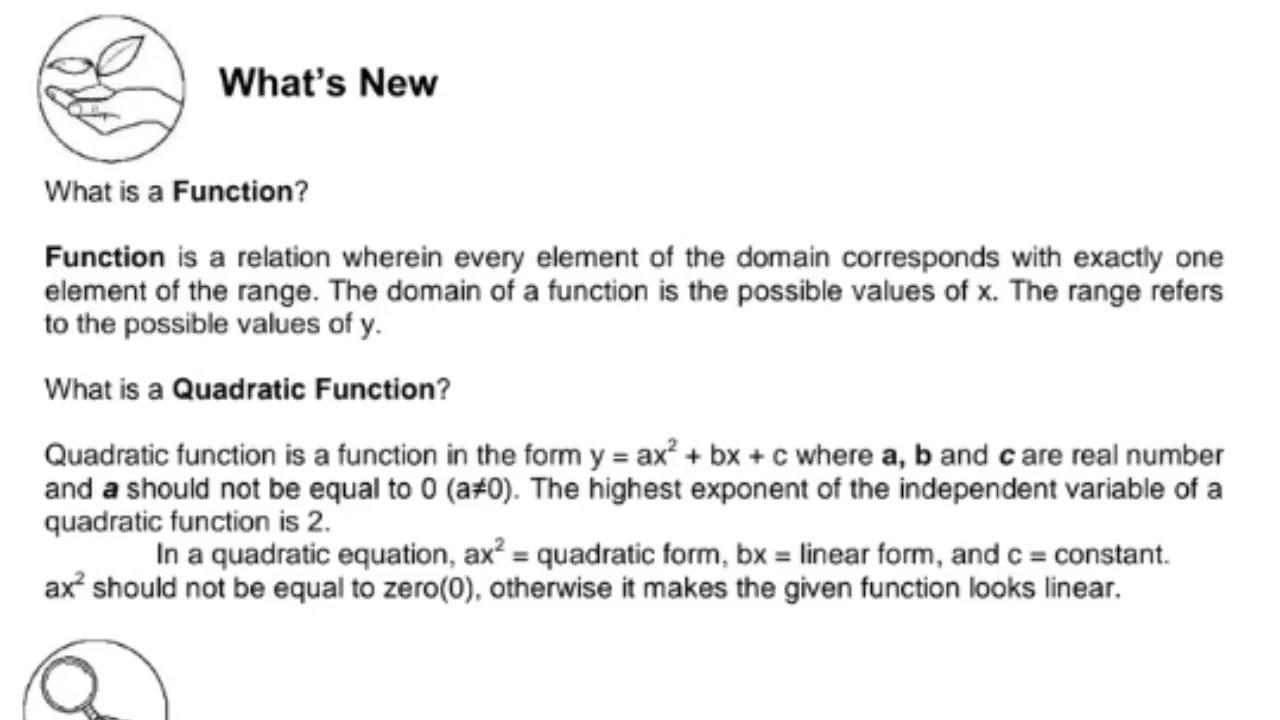 What's New
What is a Function?
Function is a relation wherein every element of the domain corresponds with exactly one
element of the range. The domain of a function is the possible values of x. The range refers
to the possible values of y.
What is a Quadratic Function?
Quadratic function is a function in the form y = ax² + bx + c where a, b and c are real number
and a should not be equal to 0 (a≠0). The highest exponent of the independent variable of a
quadratic function is 2.
In a quadratic equation, ax² = quadratic form, bx = linear form, and c = constant.
ax² should not be equal to zero(0), otherwise it makes the given function looks linear.